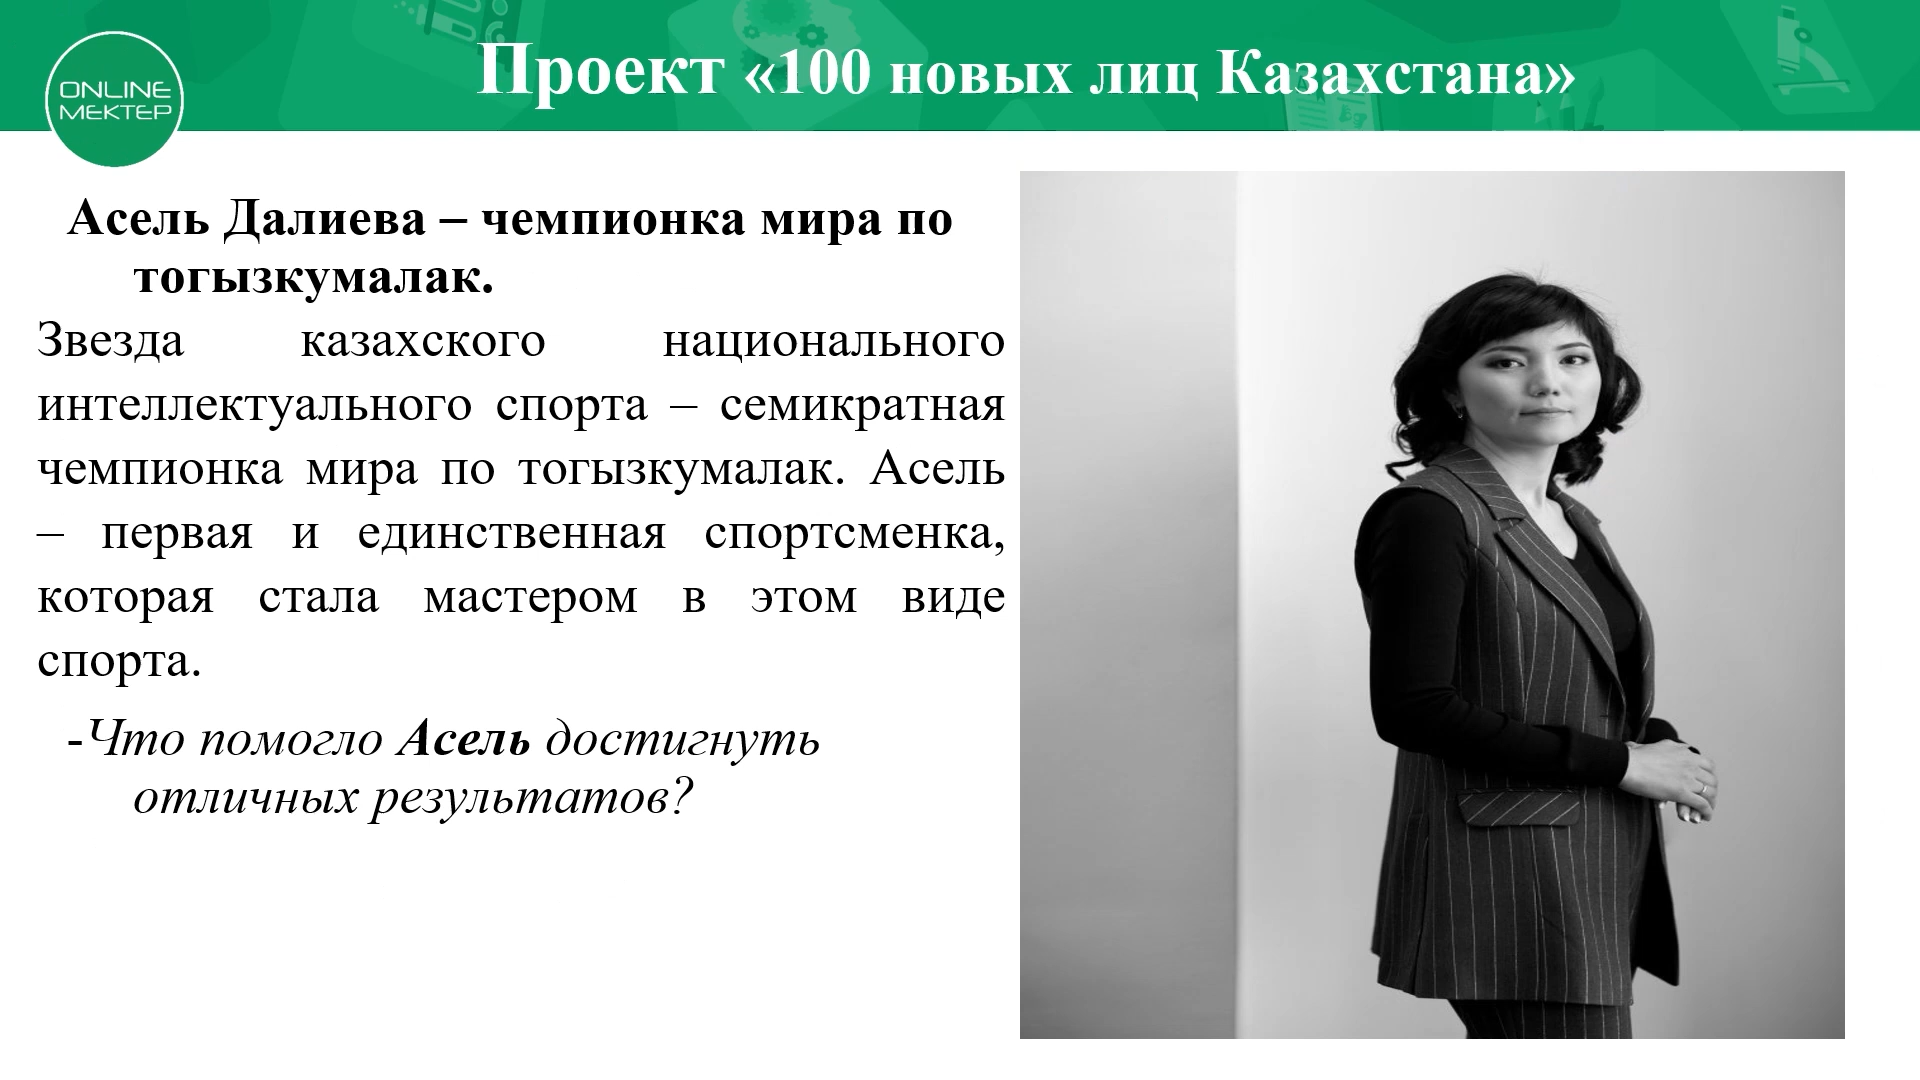 Проект «100 новых лиц Казахстана»
ONLINE
МЕКТЕР
Асель Далиева – чемпионка мира по
тогызкумалак.
Звезда казахского национального
интеллектуального спорта – семикратная
чемпионка мира по тогызкумалак. Асель
– первая и единственная спортсменка,
которая стала мастером в этом виде
спорта.
-Что помогло Асель достигнуть
отличных результатов?